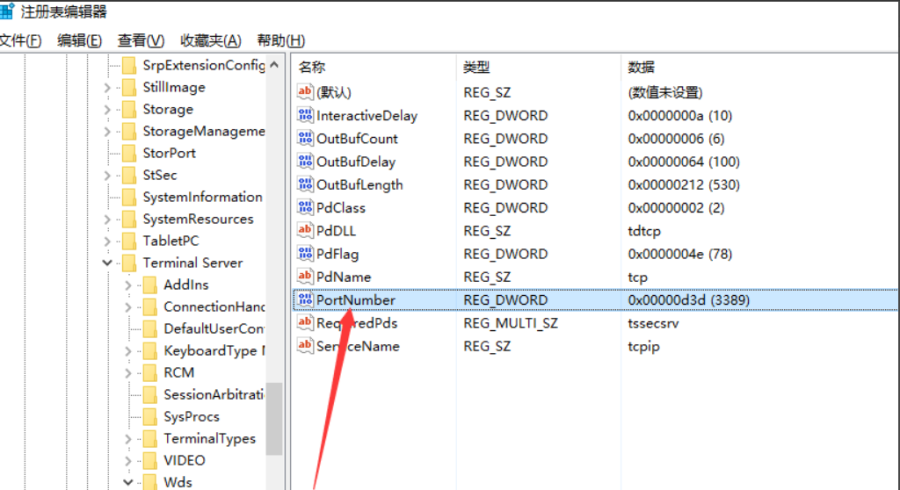 注册表编辑器
文件(F) 编辑(E) 查看(V) 收藏夹(A) 帮助(H)
SrpExtensionConfig
StillImage
Storage
StorageManageme
StorPort
StSec
SystemInformation
SystemResources
TabletPC
Terminal Server
AddIns
ConnectionHand
DefaultUserCon
KeyboardType
RCM
SessionArbitrati
SysProcs
TerminalTypes
VIDEO
Wds
名称 类型 数据
(默认) REG_SZ (数值未设置)
InteractiveDelay REG_DWORD 0x0000000a (10)
OutBufCount REG_DWORD 0x00000006 (6)
OutBufDelay REG_DWORD 0x00000064 (100)
OutBufLength REG_DWORD 0x00000212 (530)
PdClass REG_DWORD 0x00000002 (2)
PdDLL REG_SZ tdtcp
PdFlag REG_DWORD 0x0000004e (78)
PdName REG_SZ tcp
PortNumber REG_DWORD 0x00000d3d (3389)
RequiredPds REG_MULTI_SZ tssecsrv
ServiceName REG_SZ tcpip